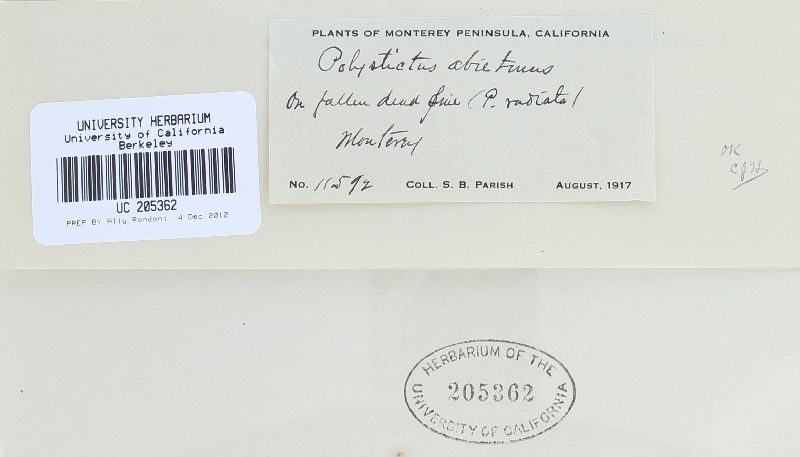 PLANTS OF MONTEREY PENINSULA, CALIFORNIA
Polystictus abietinus
On fallen dead pine (P. radiata)
Monterey
No. 11592 COLL. S. B. PARISH AUGUST, 1917
UNIVERSITY HERBARIUM
University of California
Berkeley
UC 205362
PREP BY Ally Rondoni, 4 Dec 2012
OK
HERBARIUM OF THE
205362
UNIVERSITY OF CALIFORNIA